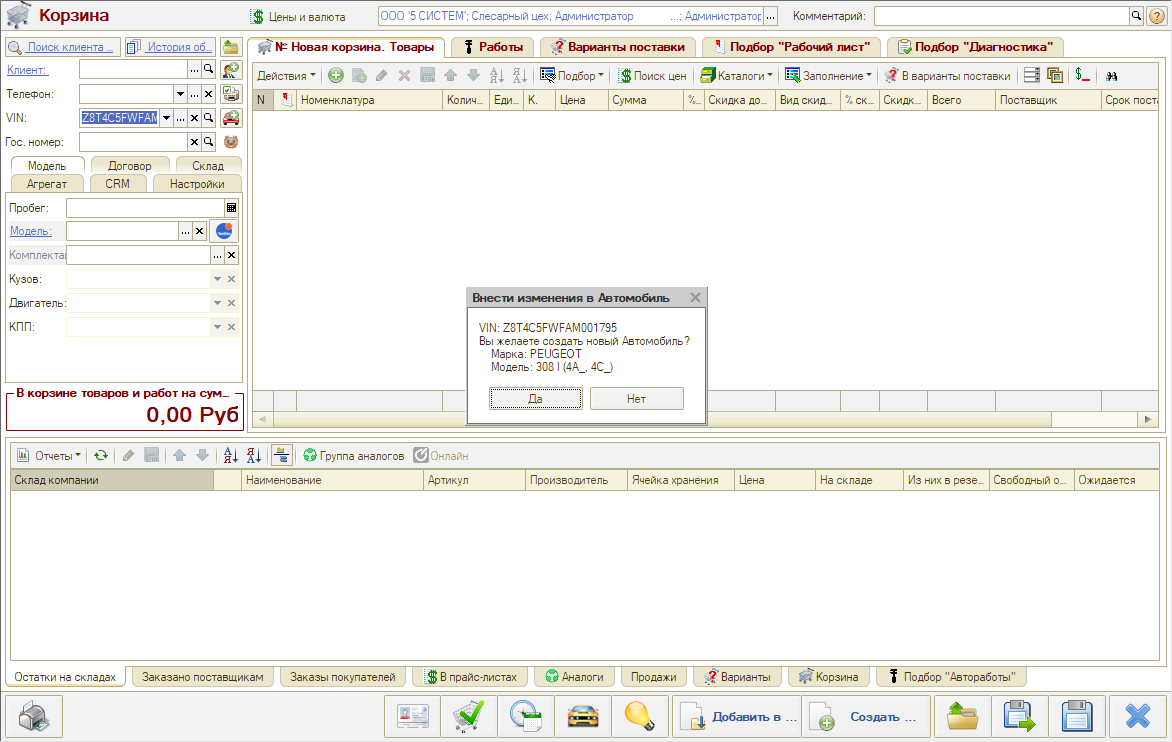 Корзина
Цены и валюта
ООО '5 СИСТЕМ'; Слесарный цех; Администратор ...; Администратор ...
Комментарий:
Поиск клиента ...
История об...
№ Новая корзина. Товары
Работы
Варианты поставки
Подбор "Рабочий лист"
Подбор "Диагностика"
Клиент:
Телефон:
VIN: Z8T4C5FWFAM
Гос. номер:
Действия
Подбор
Поиск цен
Каталоги
Заполнение
В варианты поставки
N
Номенклатура
Колич...
Еди...
К.
Цена
Сумма
%...
Скидка до...
Вид скид...
% ск...
Скидк...
Всего
Поставщик
Срок пост
Модель
Договор
Склад
Агрегат
CRM
Настройки
Пробег:
Модель:
Комплекта
Кузов:
Двигатель:
КПП:
В корзине товаров и работ на сум...
0,00 Руб
Внести изменения в Автомобиль
VIN: Z8T4C5FWFAM001795
Вы желаете создать новый Автомобиль?
Марка: PEUGEOT
Модель: 308 I (4A_, 4C_)
Да
Нет
Отчеты
Группа аналогов
Онлайн
Склад компании
Наименование
Артикул
Производитель
Ячейка хранения
Цена
На складе
Из них в резе...
Свободный о...
Ожидается
Остатки на складах
Заказано поставщикам
Заказы покупателей
В прайс-листах
Аналоги
Продажи
Варианты
Корзина
Подбор "Автоработы"
Добавить в ...
Создать ...